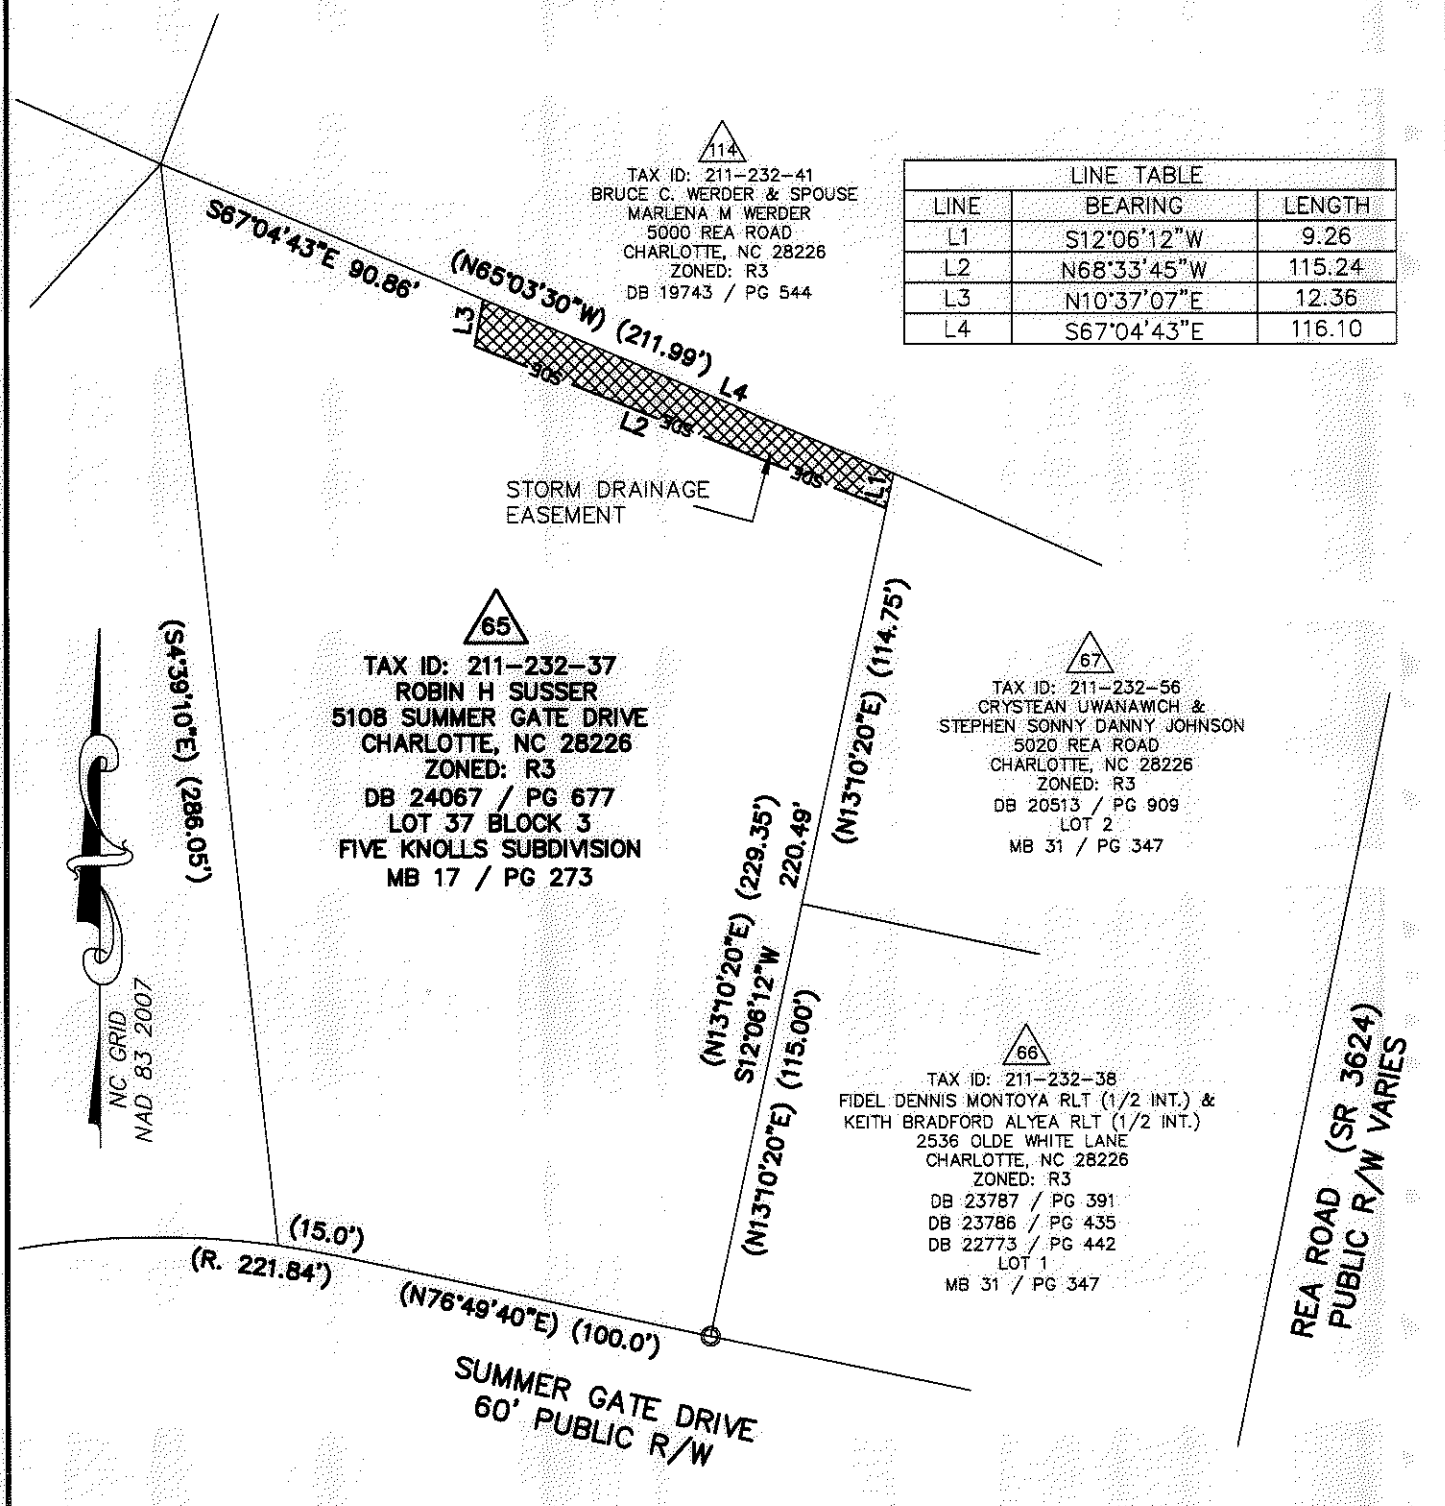 114
TAX ID: 211-232-41
BRUCE C. WERDER & SPOUSE
MARLENA M WERDER
5000 REA ROAD
CHARLOTTE, NC 28226
ZONED: R3
DB 19743 / PG 544
LINE TABLE
LINE BEARING LENGTH
L1 S12°06'12"W 9.26
L2 N68°33'45"W 115.24
L3 N10°37'07"E 12.36
L4 S67°04'43"E 116.10
S67°04'43"E 90.86'
(N65°03'30"W) (211.99')
L3
L4
L2
L1
SDE
SDE
SDE
STORM DRAINAGE
EASEMENT
65
TAX ID: 211-232-37
ROBIN H SUSSER
5108 SUMMER GATE DRIVE
CHARLOTTE, NC 28226
ZONED: R3
DB 24067 / PG 677
LOT 37 BLOCK 3
FIVE KNOLLS SUBDIVISION
MB 17 / PG 273
(S4°39'10"E) (286.05')
(N13°10'20"E) (114.75')
67
TAX ID: 211-232-56
CRYSTEAN UWANAWICH &
STEPHEN SONNY DANNY JOHNSON
5020 REA ROAD
CHARLOTTE, NC 28226
ZONED: R3
DB 20513 / PG 909
LOT 2
MB 31 / PG 347
(N13°10'20"E) (229.35')
S12°06'12"W 220.49'
(N13°10'20"E) (115.00')
NC GRID
NAD 83 2007
66
TAX ID: 211-232-38
FIDEL DENNIS MONTOYA RLT (1/2 INT.) &
KEITH BRADFORD ALYEA RLT (1/2 INT.)
2536 OLDE WHITE LANE
CHARLOTTE, NC 28226
ZONED: R3
DB 23787 / PG 391
DB 23786 / PG 435
DB 22773 / PG 442
LOT 1
MB 31 / PG 347
REA ROAD (SR 3624)
PUBLIC R/W VARIES
(15.0')
(R. 221.84')
(N76°49'40"E) (100.0')
SUMMER GATE DRIVE
60' PUBLIC R/W